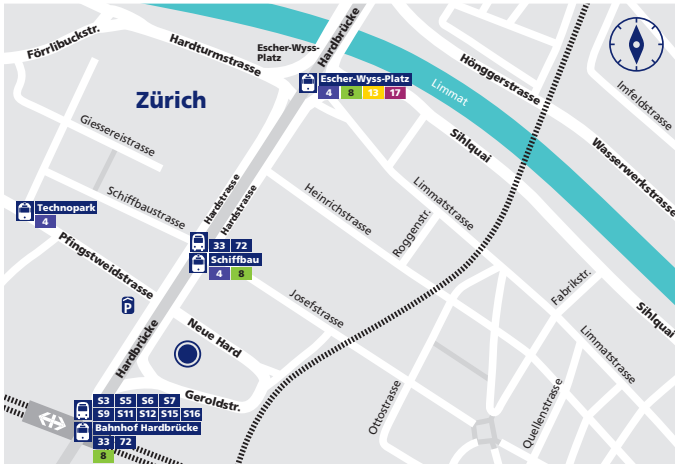 Förrlibuckstr.
Hardturmstrasse
Escher-Wyss-
Platz
Hardbrücke
Escher-Wyss-Platz
4 8 13 17
Hönggerstrasse
Limmat
Imfeldstrasse
Zürich
Giessereistrasse
Sihlquai
Wasserwerkstrasse
Technopark
4
Schiffbaustrasse
Hardstrasse
Hardstrasse
Heinrichstrasse
Limmatstrasse
Roggenstr.
33 72
Schiffbau
4 8
Pfingstweidstrasse
P
Josefstrasse
Fabrikstr.
Sihlquai
Limmatstrasse
Neue Hard
Hardbrücke
Geroldstr.
Ottostrasse
Quellenstrasse
S3 S5 S6 S7
S9 S11 S12 S15 S16
Bahnhof Hardbrücke
33 72
8